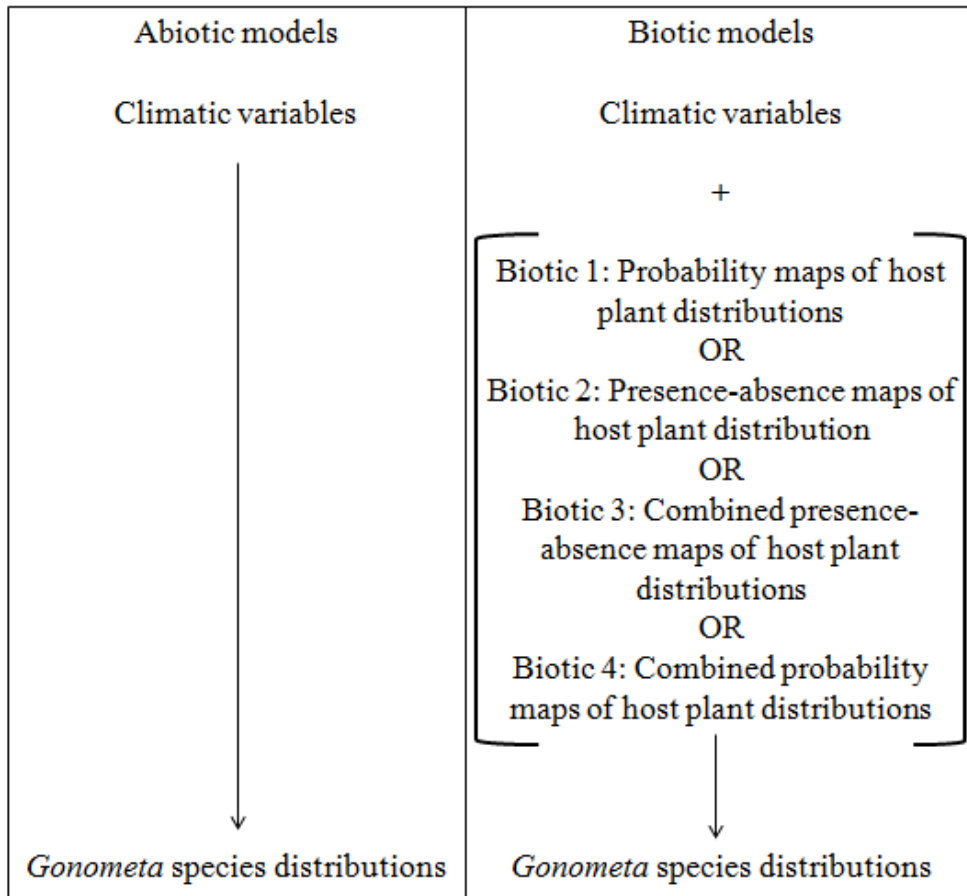 Abiotic models
Climatic variables
Gonometa species distributions
Biotic models
Climatic variables
+
Biotic 1: Probability maps of host
plant distributions
OR
Biotic 2: Presence-absence maps of
host plant distribution
OR
Biotic 3: Combined presence-
absence maps of host plant
distributions
OR
Biotic 4: Combined probability
maps of host plant distributions
Gonometa species distributions